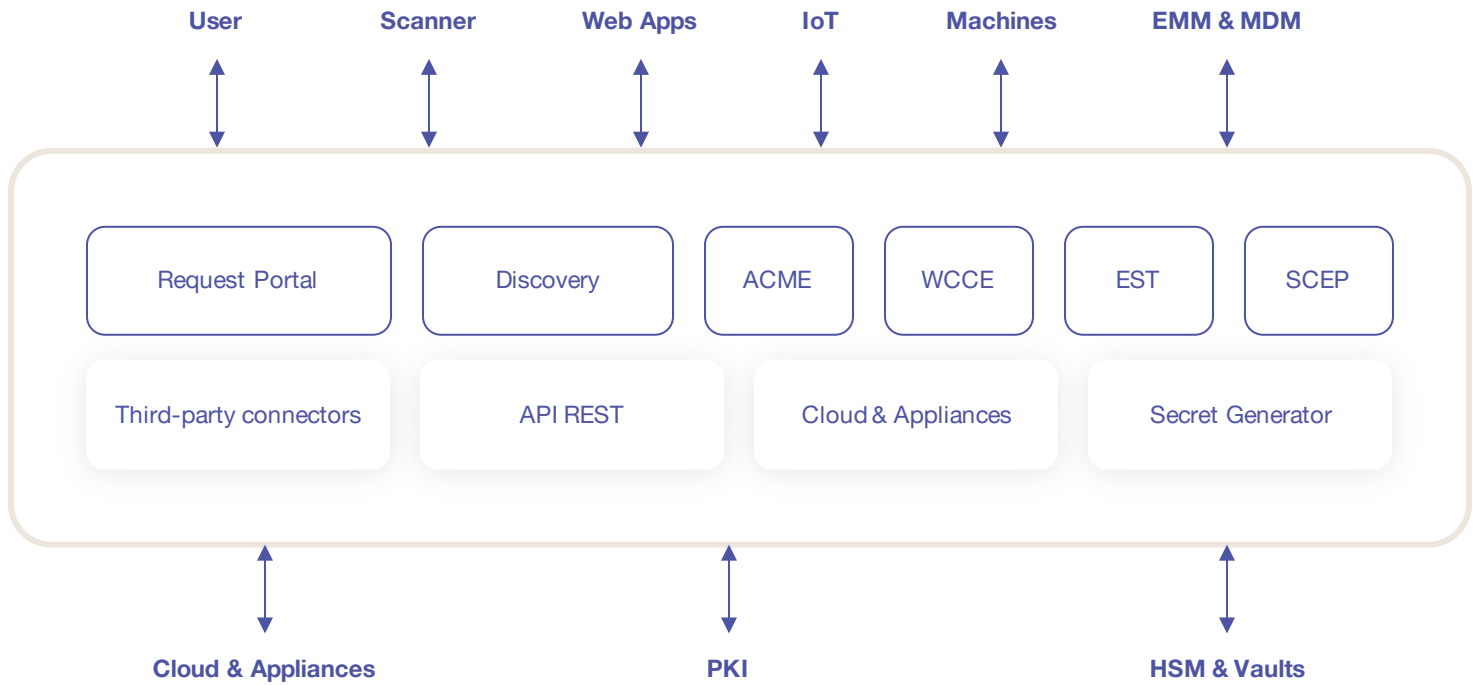 User
Scanner
Web Apps
IoT
Machines
EMM & MDM
Request Portal
Discovery
ACME
WCCE
EST
SCEP
Third-party connectors
API REST
Cloud & Appliances
Secret Generator
Cloud & Appliances
PKI
HSM & Vaults